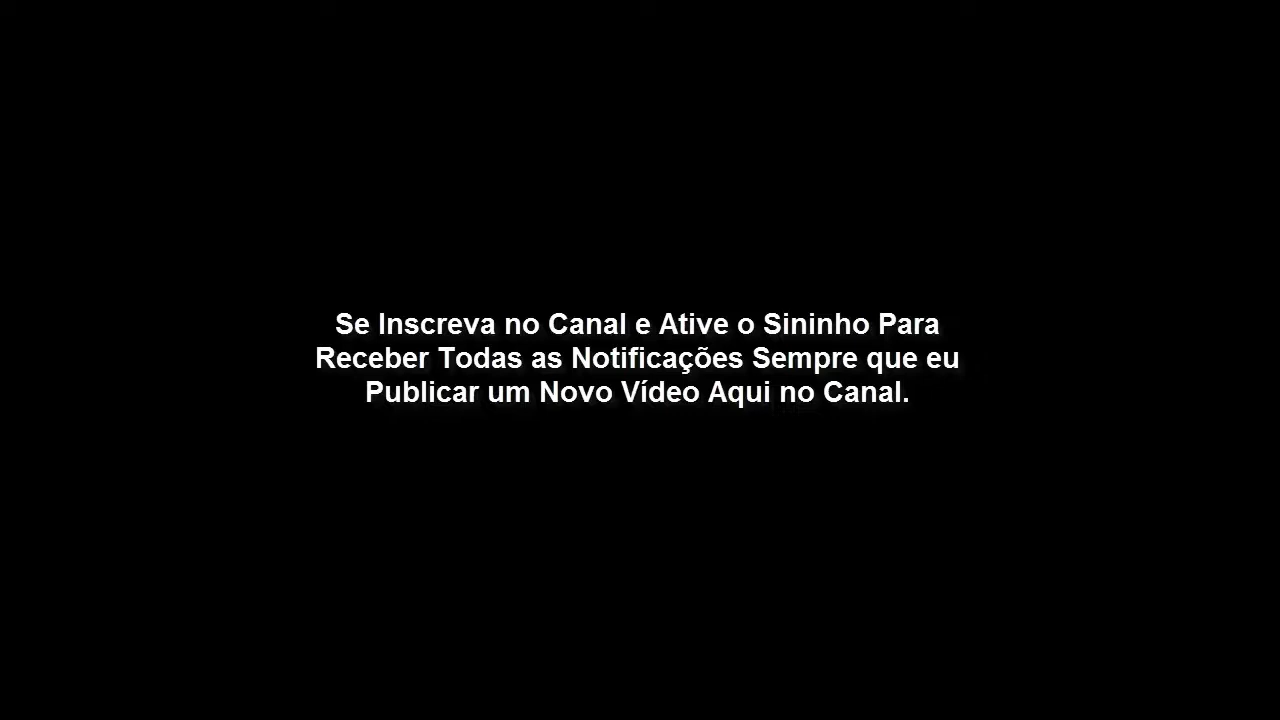 Se Inscreva no Canal e Ative o Sininho Para
Receber Todas as Notificações Sempre que eu
Publicar um Novo Vídeo Aqui no Canal.